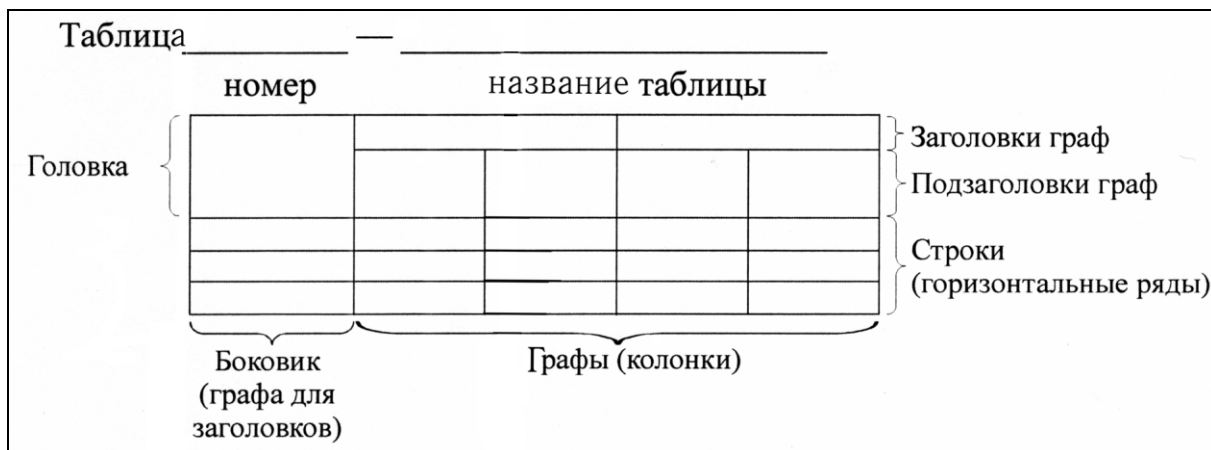 Таблица — 
номер название таблицы
Головка
Заголовки граф
Подзаголовки граф
Строки
(горизонтальные ряды)
Боковик
(графа для
заголовков)
Графы (колонки)